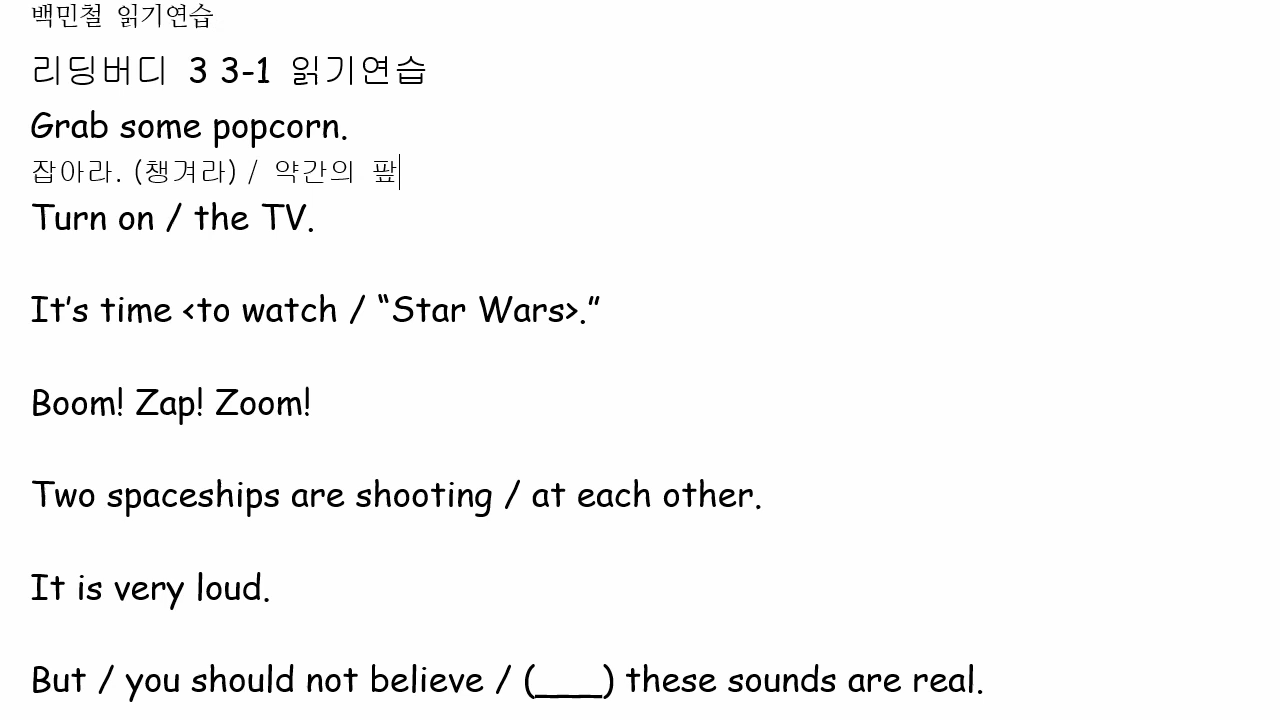 백민철 읽기연습
리딩버디 3 3-1 읽기연습
Grab some popcorn.
잡아라. (챙겨라) / 약간의 팦
Turn on / the TV.
It’s time <to watch / “Star Wars>.”
Boom! Zap! Zoom!
Two spaceships are shooting / at each other.
It is very loud.
But / you should not believe / (___) these sounds are real.